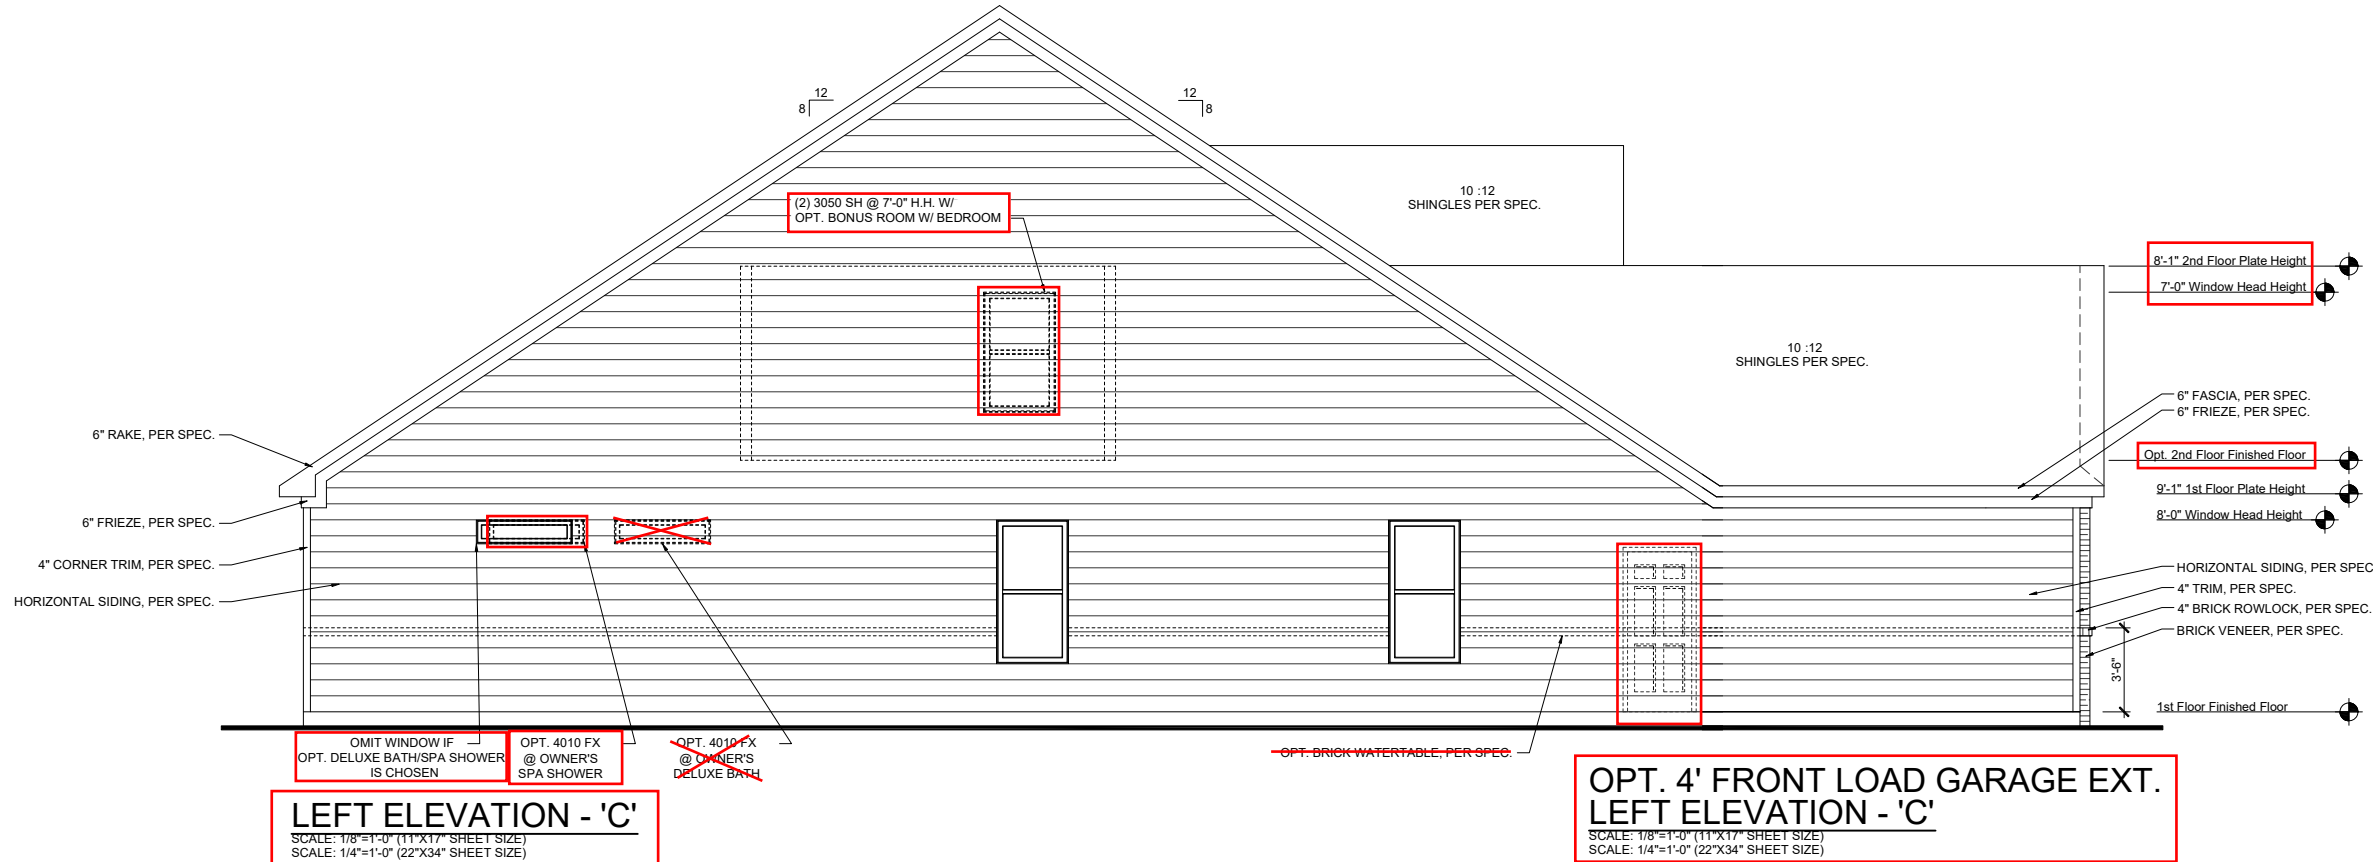 12
8
12
8
10 :12
SHINGLES PER SPEC.
(2) 3050 SH @ 7'-0" H.H. W/
OPT. BONUS ROOM W/ BEDROOM
8'-1" 2nd Floor Plate Height
7'-0" Window Head Height
10 :12
SHINGLES PER SPEC.
6" FASCIA, PER SPEC.
6" FRIEZE, PER SPEC.
6" RAKE, PER SPEC.
Opt. 2nd Floor Finished Floor
9'-1" 1st Floor Plate Height
8'-0" Window Head Height
6" FRIEZE, PER SPEC.
4" CORNER TRIM, PER SPEC.
HORIZONTAL SIDING, PER SPEC.
HORIZONTAL SIDING, PER SPEC
4" TRIM, PER SPEC.
4" BRICK ROWLOCK, PER SPEC.
BRICK VENEER, PER SPEC.
3'-6"
1st Floor Finished Floor
OMIT WINDOW IF
OPT. DELUXE BATH/SPA SHOWER
IS CHOSEN
OPT. 4010 FX
@ OWNER'S
SPA SHOWER
OPT. 4010 FX
@ OWNER'S
DELUXE BATH
OPT. BRICK WATERTABLE, PER SPEC.
LEFT ELEVATION - 'C'
SCALE: 1/8"=1'-0" (11"X17" SHEET SIZE)
SCALE: 1/4"=1'-0" (22"X34" SHEET SIZE)
OPT. 4' FRONT LOAD GARAGE EXT.
LEFT ELEVATION - 'C'
SCALE: 1/8"=1'-0" (11"X17" SHEET SIZE)
SCALE: 1/4"=1'-0" (22"X34" SHEET SIZE)